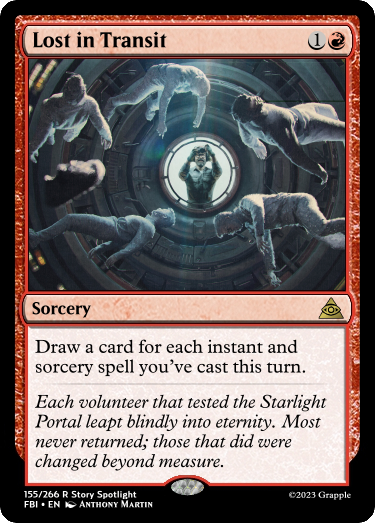 Lost in Transit 1
Sorcery
Draw a card for each instant and
sorcery spell you've cast this turn.
Each volunteer that tested the Starlight
Portal leapt blindly into eternity. Most
never returned; those that did were
changed beyond measure.
155/266 R Story Spotlight
FBI • EN Anthony Martin
©2023 Grapple